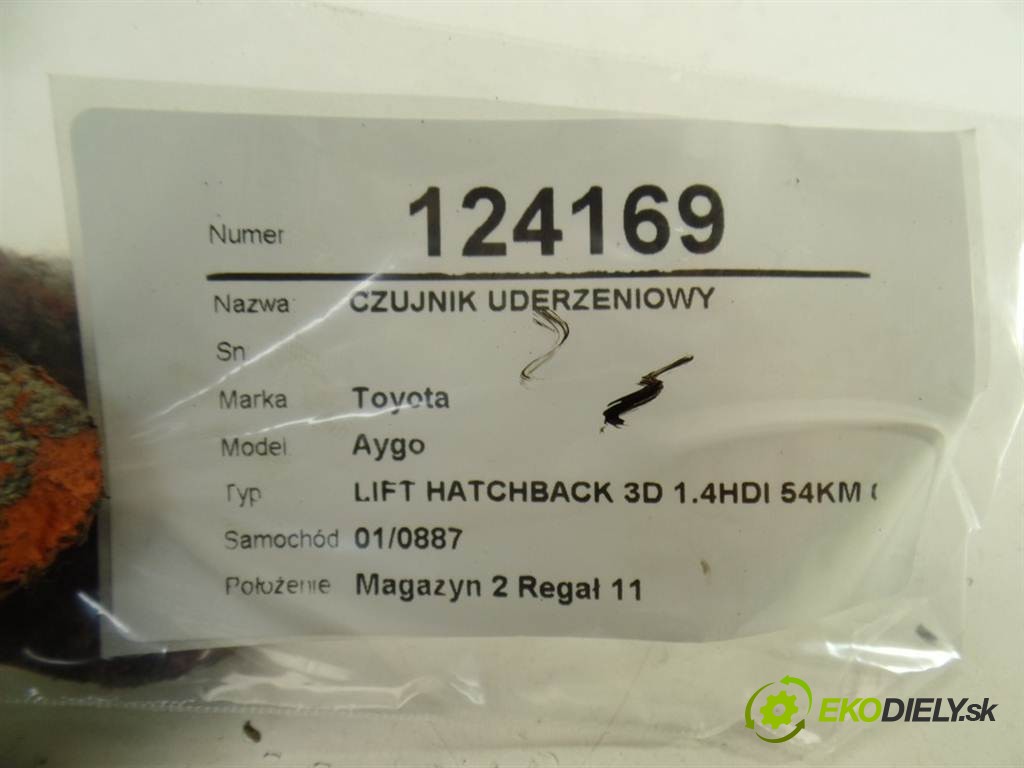 Numer 124169
Nazwa: CZUJNIK UDERZENIOWY
Sn
Marka Toyota
Model Aygo
Typ LIFT HATCHBACK 3D 1.4HDI 54KM
Samochód 01/0887
Położenie Magazyn 2 Regał 11
EKODIELY.sk